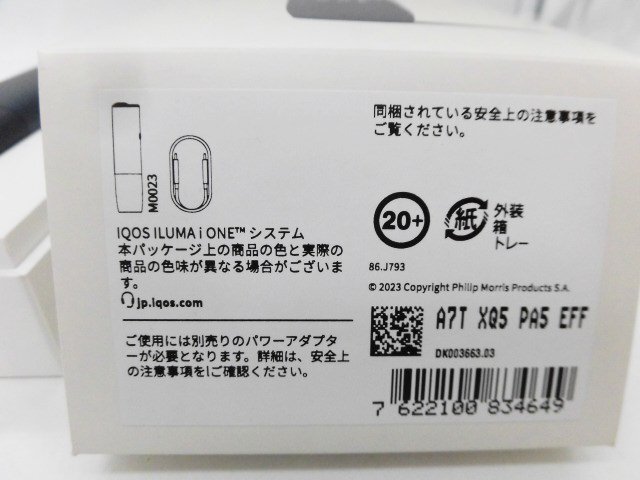 M0023
IQOS ILUMA i ONE™ システム
本パッケージ上の商品の色と実際の
商品の色味が異なる場合がございま
す。
jp.iqos.com
ご使用には別売りのパワーアダプタ
ーが必要となります。詳細は、安全上
の注意事項をご確認ください。
同梱されている安全上の注意事項を
ご覧ください。
20+
紙
外装
箱
トレー
86.J793
© 2023 Copyright Philip Morris Products S.A.
A7T XQ5 PA5 EFF
DK003663.03
7 622100 834649